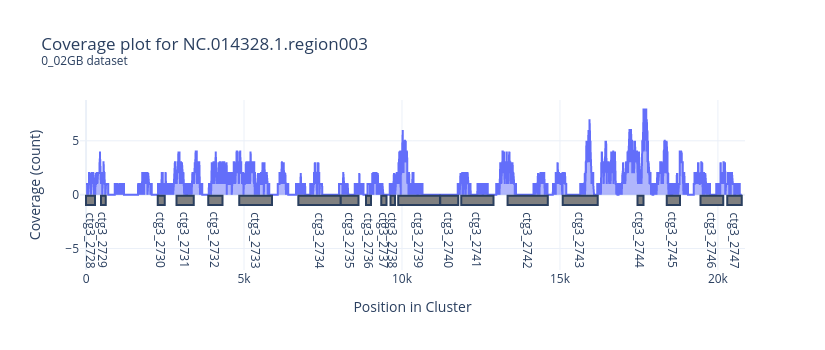 Coverage plot for NC.014328.1.region003
0_02GB dataset
Coverage (count)
5
0
−5
ctg3_2728
ctg3_2729
ctg3_2730
ctg3_2731
ctg3_2732
ctg3_2733
ctg3_2734
ctg3_2735
ctg3_2736
ctg3_2737
ctg3_2738
ctg3_2739
ctg3_2740
ctg3_2741
ctg3_2742
ctg3_2743
ctg3_2744
ctg3_2745
ctg3_2746
ctg3_2747
0
5k
10k
15k
20k
Position in Cluster